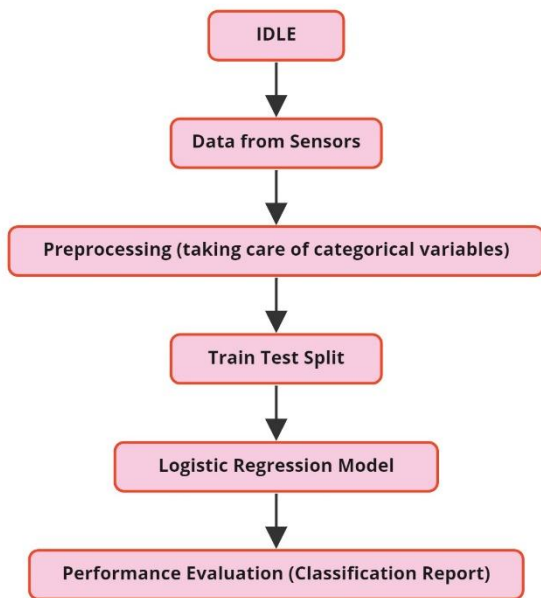 IDLE
Data from Sensors
Preprocessing (taking care of categorical variables)
Train Test Split
Logistic Regression Model
Performance Evaluation (Classification Report)